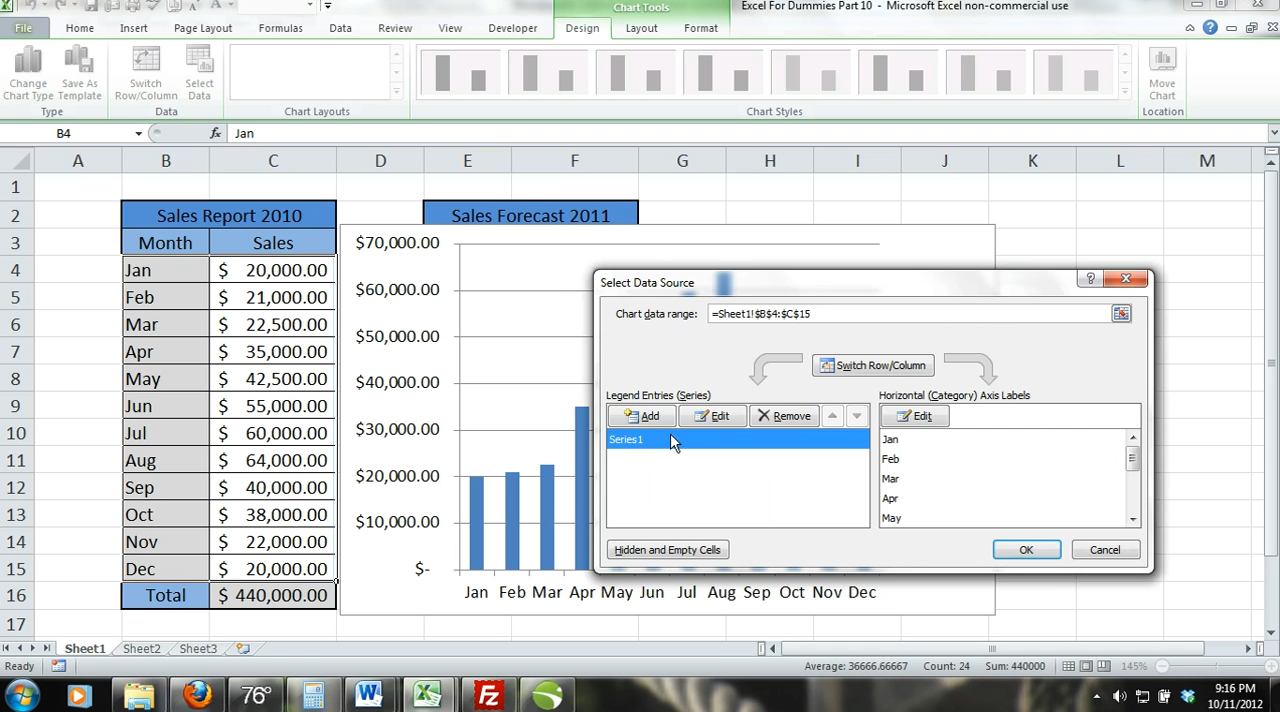 Chart Tools
Excel For Dummies Part 10 - Microsoft Excel non-commercial use
File Home Insert Page Layout Formulas Data Review View Developer Design Layout Format
Change Chart Type
Save As Template
Switch Row/Column
Select Data
Move Chart
Type Data Chart Layouts Chart Styles Location
B4 fx Jan
A B C D E F G H I J K L M
1
2 Sales Report 2010 Sales Forecast 2011
3 Month Sales
4 Jan $ 20,000.00
5 Feb $ 21,000.00
6 Mar $ 22,500.00
7 Apr $ 35,000.00
8 May $ 42,500.00
9 Jun $ 55,000.00
10 Jul $ 60,000.00
11 Aug $ 64,000.00
12 Sep $ 40,000.00
13 Oct $ 38,000.00
14 Nov $ 22,000.00
15 Dec $ 20,000.00
16 Total $ 440,000.00
17
$70,000.00
$60,000.00
$50,000.00
$40,000.00
$30,000.00
$20,000.00
$10,000.00
$-
Jan Feb Mar Apr May Jun Jul Aug Sep Oct Nov Dec
Select Data Source
Chart data range: =Sheet1!$B$4:$C$15
Switch Row/Column
Legend Entries (Series) Horizontal (Category) Axis Labels
Add Edit Remove Edit
Series1
Jan
Feb
Mar
Apr
May
Hidden and Empty Cells OK Cancel
Sheet1 Sheet2 Sheet3
Ready Average: 36666.66667 Count: 24 Sum: 440000 145%
76° 9:16 PM
10/11/2012